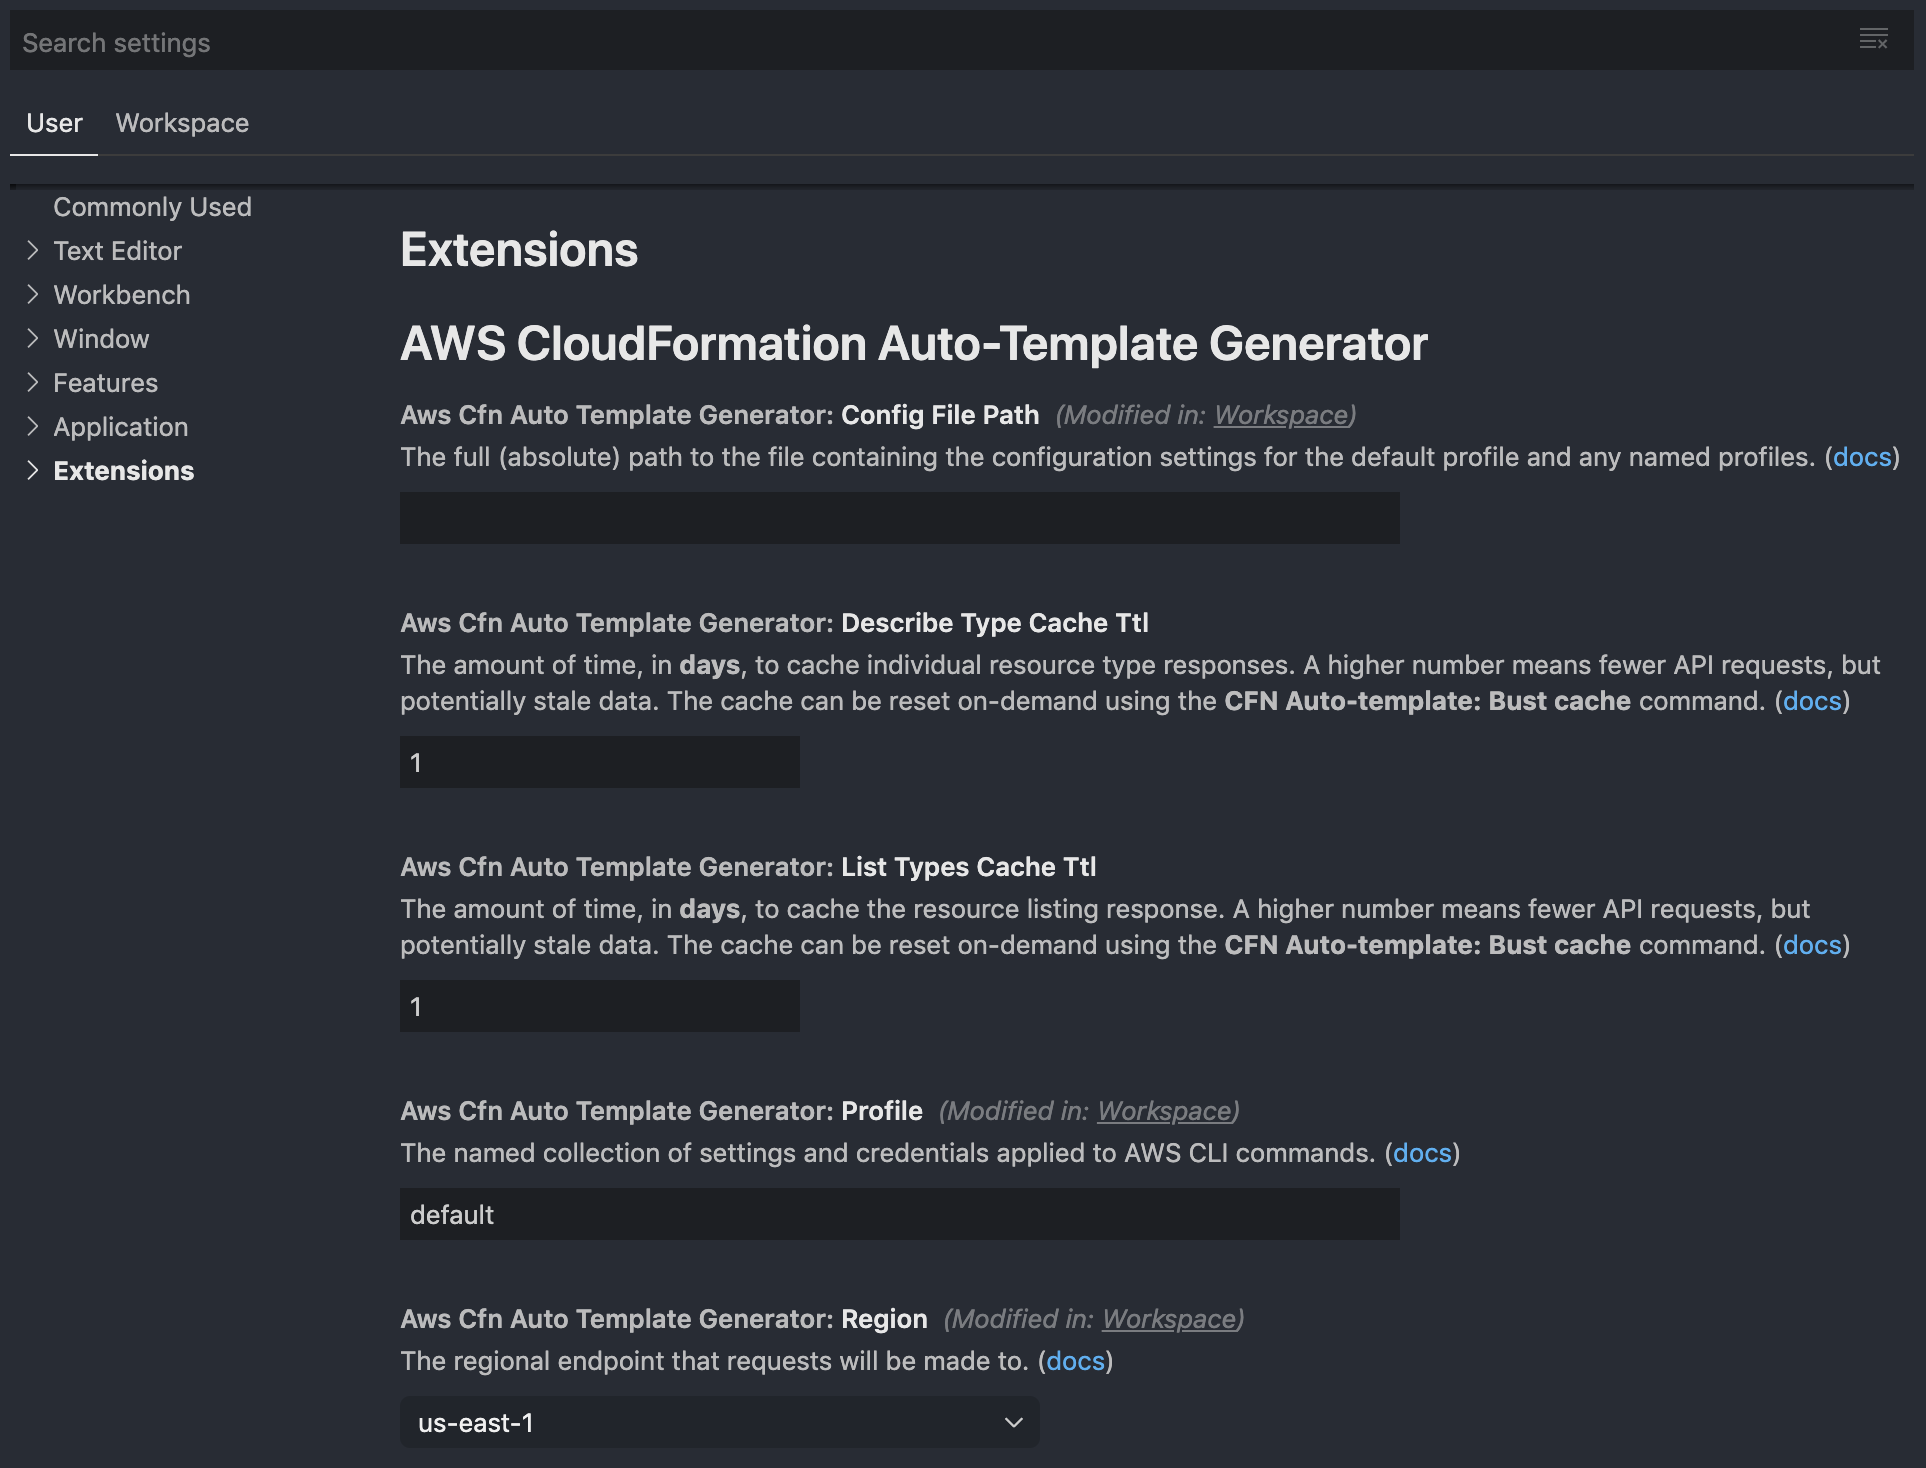 Search settings
User Workspace
Commonly Used
Text Editor
Workbench
Window
Features
Application
Extensions
Extensions
AWS CloudFormation Auto-Template Generator
Aws Cfn Auto Template Generator: Config File Path (Modified in: Workspace)
The full (absolute) path to the file containing the configuration settings for the default profile and any named profiles. (docs)
Aws Cfn Auto Template Generator: Describe Type Cache Ttl
The amount of time, in days, to cache individual resource type responses. A higher number means fewer API requests, but
potentially stale data. The cache can be reset on-demand using the CFN Auto-template: Bust cache command. (docs)
1
Aws Cfn Auto Template Generator: List Types Cache Ttl
The amount of time, in days, to cache the resource listing response. A higher number means fewer API requests, but
potentially stale data. The cache can be reset on-demand using the CFN Auto-template: Bust cache command. (docs)
1
Aws Cfn Auto Template Generator: Profile (Modified in: Workspace)
The named collection of settings and credentials applied to AWS CLI commands. (docs)
default
Aws Cfn Auto Template Generator: Region (Modified in: Workspace)
The regional endpoint that requests will be made to. (docs)
us-east-1